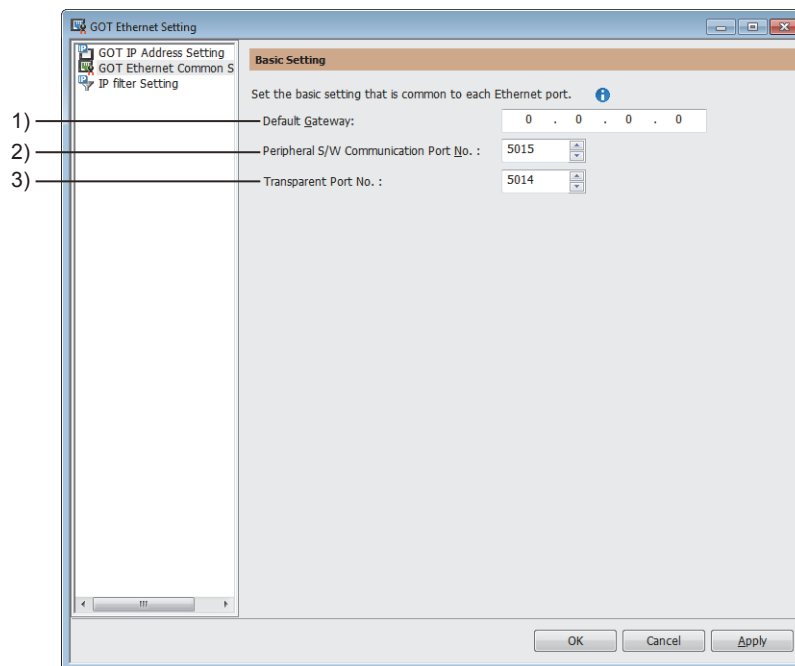 GOT Ethernet Setting
GOT IP Address Setting
GOT Ethernet Common S
IP filter Setting
Basic Setting
Set the basic setting that is common to each Ethernet port.
1) Default Gateway: 0 . 0 . 0 . 0
2) Peripheral S/W Communication Port No. : 5015
3) Transparent Port No. : 5014
OK Cancel Apply